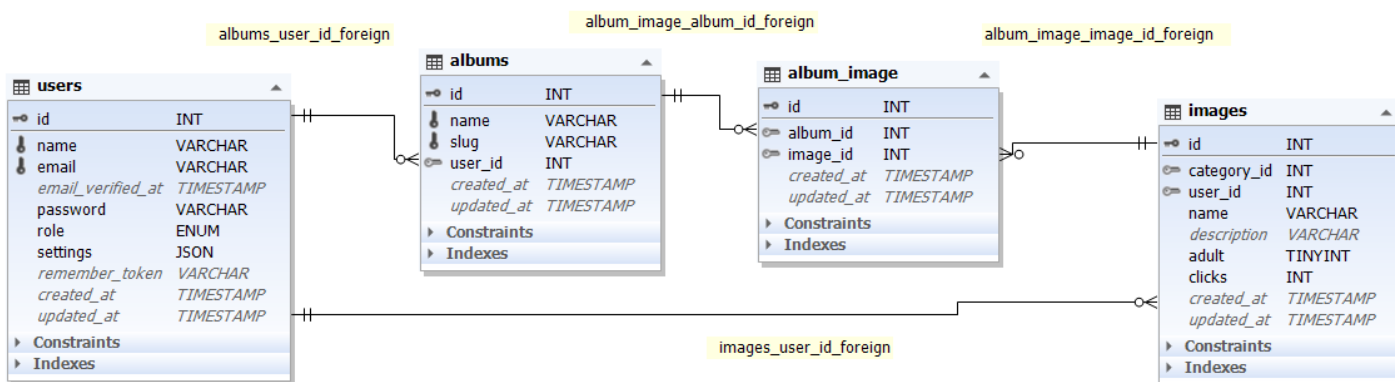 albums_user_id_foreign
album_image_album_id_foreign
album_image_image_id_foreign
users
id INT
name VARCHAR
email VARCHAR
email_verified_at TIMESTAMP
password VARCHAR
role ENUM
settings JSON
remember_token VARCHAR
created_at TIMESTAMP
updated_at TIMESTAMP
Constraints
Indexes
albums
id INT
name VARCHAR
slug VARCHAR
user_id INT
created_at TIMESTAMP
updated_at TIMESTAMP
Constraints
Indexes
album_image
id INT
album_id INT
image_id INT
created_at TIMESTAMP
updated_at TIMESTAMP
Constraints
Indexes
images
id INT
category_id INT
user_id INT
name VARCHAR
description VARCHAR
adult TINYINT
clicks INT
created_at TIMESTAMP
updated_at TIMESTAMP
Constraints
Indexes
images_user_id_foreign